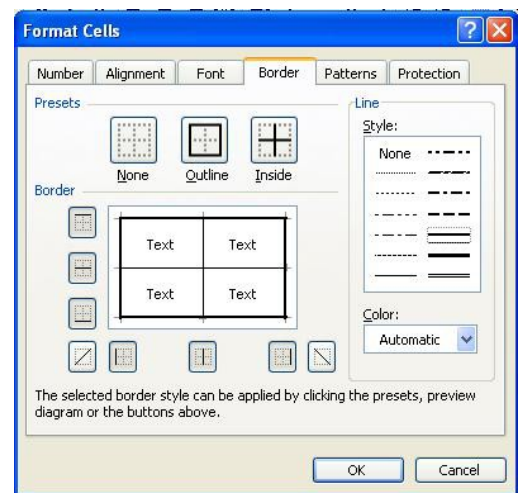 Format Cells
Number Alignment Font Border Patterns Protection
Presets
Line
Style:
None
None Outline Inside
Border
Text Text
Text Text
Color:
Automatic
The selected border style can be applied by clicking the presets, preview
diagram or the buttons above.
OK Cancel